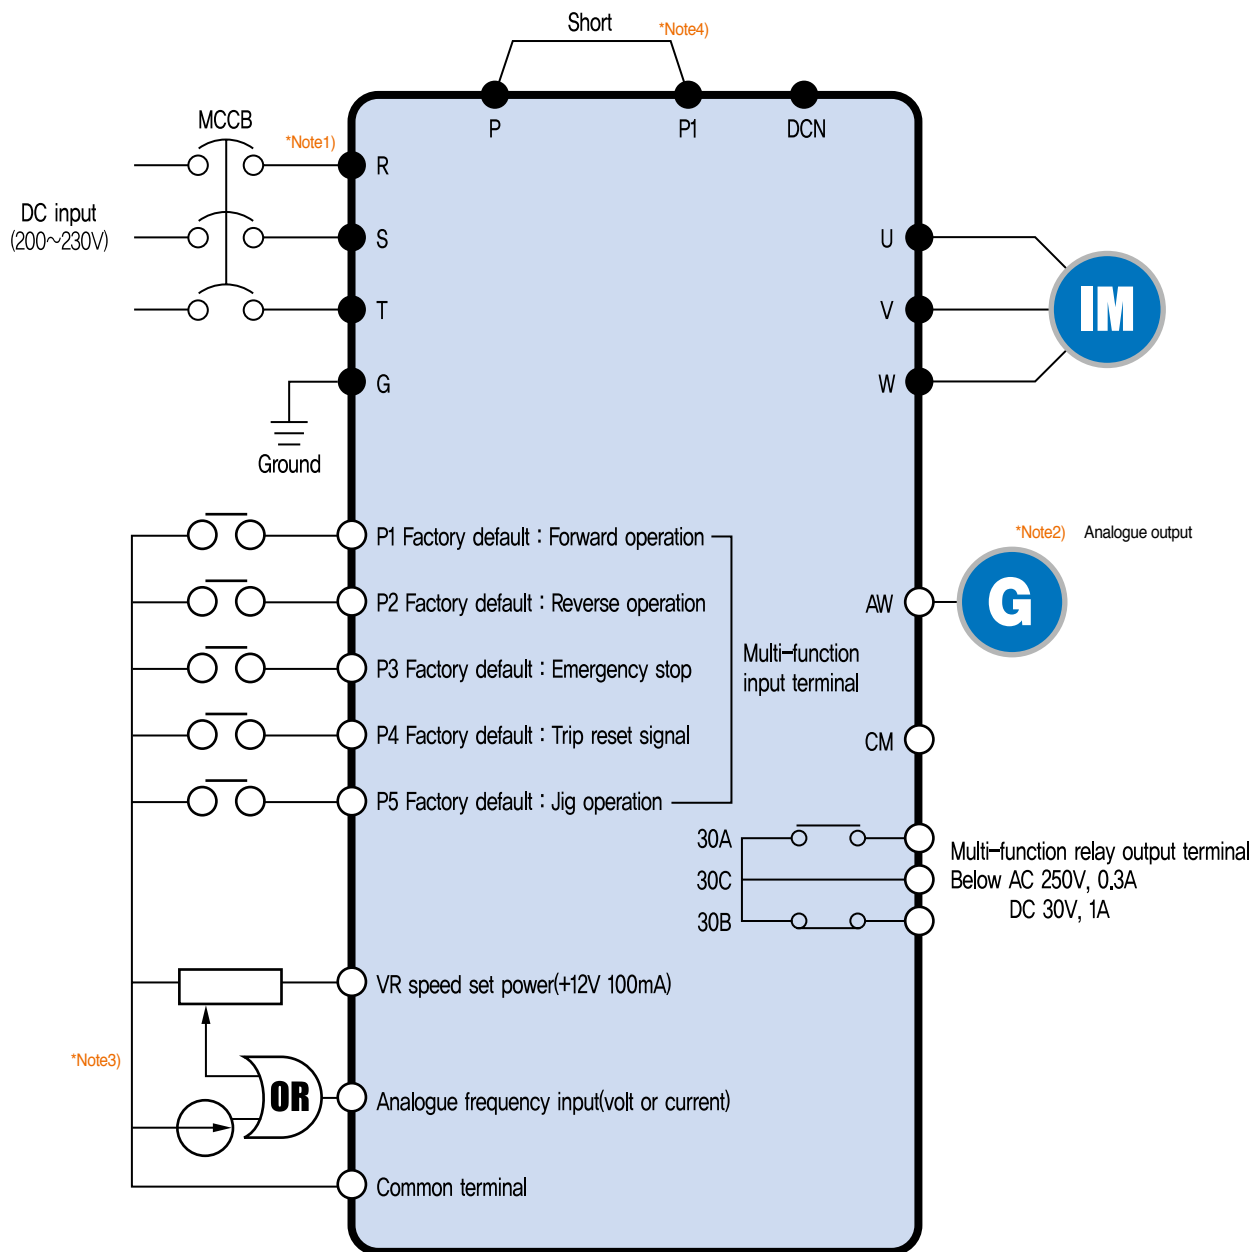 Short
*Note4)
P
P1
DCN
MCCB
*Note1)
R
DC input
(200~230V)
S
T
G
Ground
U
V
W
IM
P1 Factory default : Forward operation
P2 Factory default : Reverse operation
P3 Factory default : Emergency stop
P4 Factory default : Trip reset signal
P5 Factory default : Jig operation
Multi-function
input terminal
*Note2) Analogue output
AW
G
CM
30A
30C
30B
Multi-function relay output terminal
Below AC 250V, 0.3A
DC 30V, 1A
VR speed set power(+12V 100mA)
*Note3)
OR
Analogue frequency input(volt or current)
Common terminal